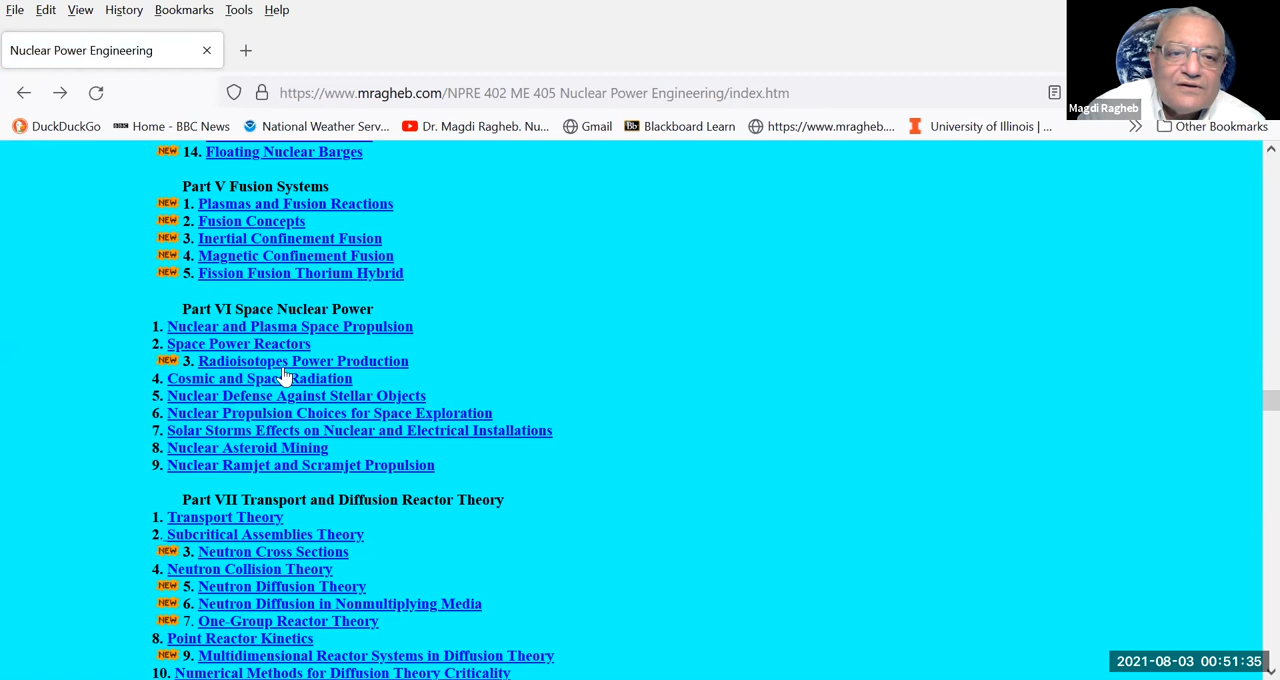 File Edit View History Bookmarks Tools Help
Nuclear Power Engineering
Magdi Ragheb
https://www.mragheb.com/NPRE 402 ME 405 Nuclear Power Engineering/index.htm
DuckDuckGo BBC Home - BBC News National Weather Serv... Dr. Magdi Ragheb. Nu... Gmail Bb Blackboard Learn https://www.mragheb.... University of Illinois | ... Other Bookmarks
NEW 14. Floating Nuclear Barges
Part V Fusion Systems
NEW 1. Plasmas and Fusion Reactions
NEW 2. Fusion Concepts
NEW 3. Inertial Confinement Fusion
NEW 4. Magnetic Confinement Fusion
NEW 5. Fission Fusion Thorium Hybrid
Part VI Space Nuclear Power
1. Nuclear and Plasma Space Propulsion
2. Space Power Reactors
NEW 3. Radioisotopes Power Production
4. Cosmic and Space Radiation
5. Nuclear Defense Against Stellar Objects
6. Nuclear Propulsion Choices for Space Exploration
7. Solar Storms Effects on Nuclear and Electrical Installations
8. Nuclear Asteroid Mining
9. Nuclear Ramjet and Scramjet Propulsion
Part VII Transport and Diffusion Reactor Theory
1. Transport Theory
2. Subcritical Assemblies Theory
NEW 3. Neutron Cross Sections
4. Neutron Collision Theory
NEW 5. Neutron Diffusion Theory
NEW 6. Neutron Diffusion in Nonmultiplying Media
NEW 7. One-Group Reactor Theory
8. Point Reactor Kinetics
NEW 9. Multidimensional Reactor Systems in Diffusion Theory
10. Numerical Methods for Diffusion Theory Criticality
2021-08-03 00:51:35